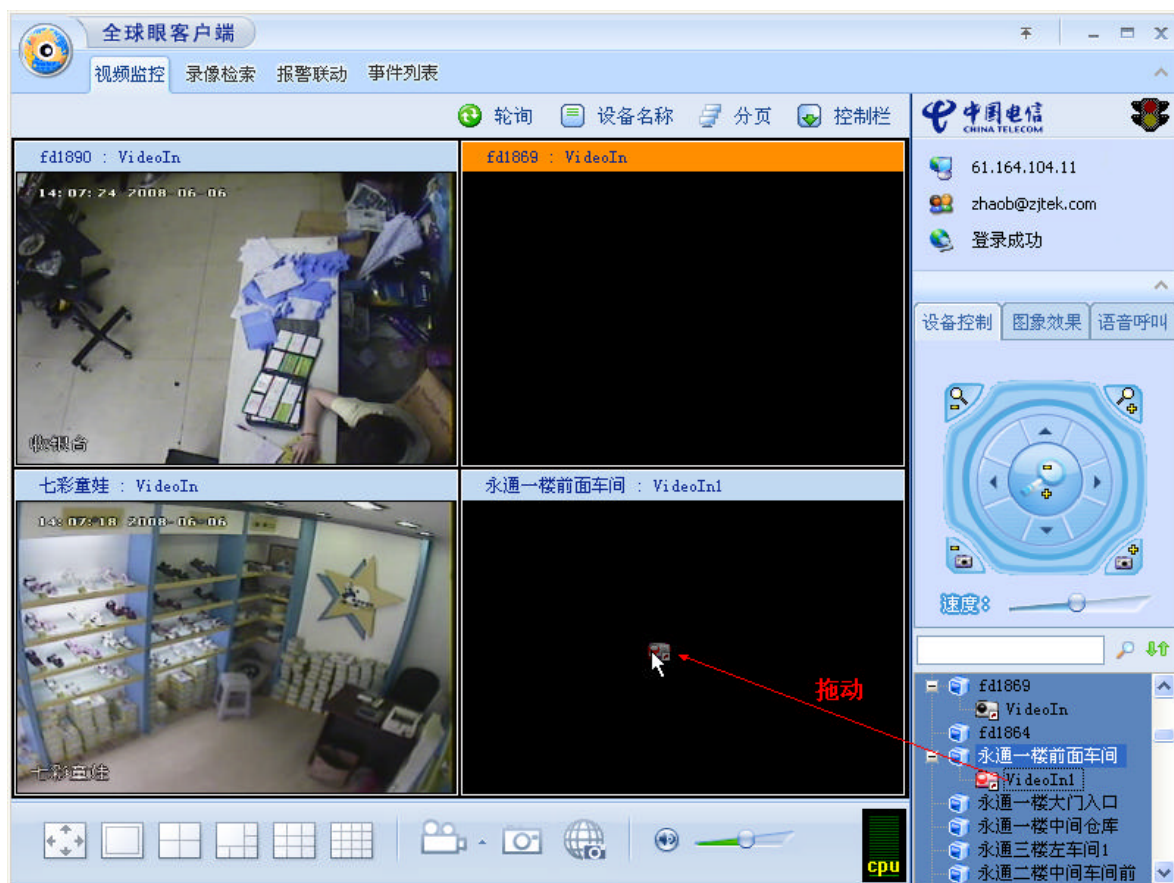 全球眼客户端
视频监控 录像检索 报警联动 事件列表
轮询 设备名称 分页 控制栏
中国电信
CHINA TELECOM
fd1890 : VideoIn
14:07:24 2008-06-06
收银台
fd1869 : VideoIn
七彩童娃 : VideoIn
14:07:18 2008-06-06
七彩童娃
永通一楼前面车间 : VideoIn1
拖动
61.164.104.11
zhaob@zjtek.com
登录成功
设备控制 图象效果 语音呼叫
速度:
fd1869
VideoIn
fd1864
永通一楼前面车间
VideoIn1
永通一楼大门入口
永通一楼中间仓库
永通三楼左车间1
永通二楼中间车间前
cpu